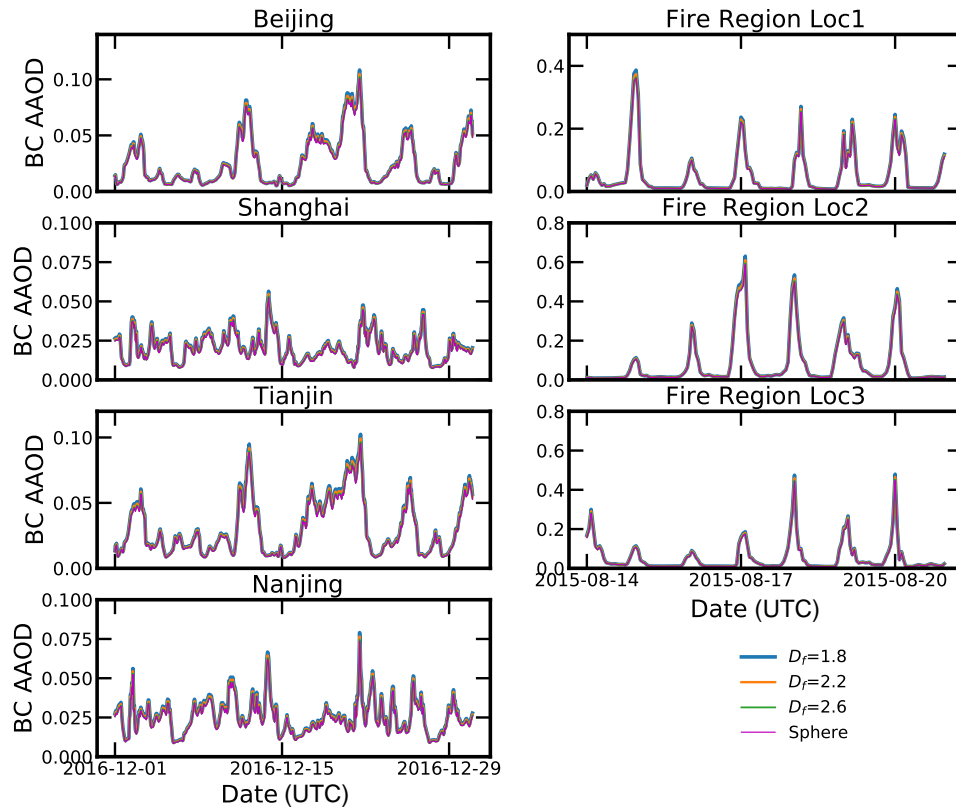 Beijing
BC AAOD
0.10
0.05
0.00
Shanghai
BC AAOD
0.100
0.075
0.050
0.025
0.000
Tianjin
BC AAOD
0.10
0.05
0.00
Nanjing
BC AAOD
0.100
0.075
0.050
0.025
0.000
2016-12-01 2016-12-15 2016-12-29
Date (UTC)
Fire Region Loc1
0.4
0.2
0.0
Fire  Region Loc2
0.8
0.6
0.4
0.2
0.0
Fire Region Loc3
0.8
0.6
0.4
0.2
0.0
2015-08-14 2015-08-17 2015-08-20
Date (UTC)
D_f=1.8
D_f=2.2
D_f=2.6
Sphere